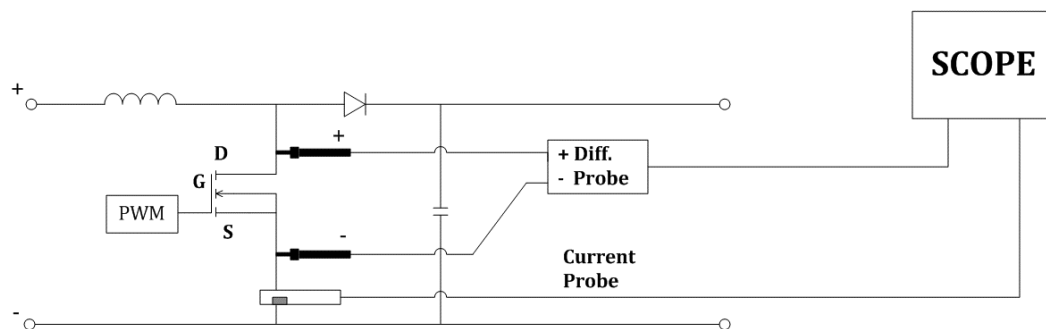 SCOPE
+
+
D
+ Diff.
- Probe
G
PWM
S
-
Current
Probe
-